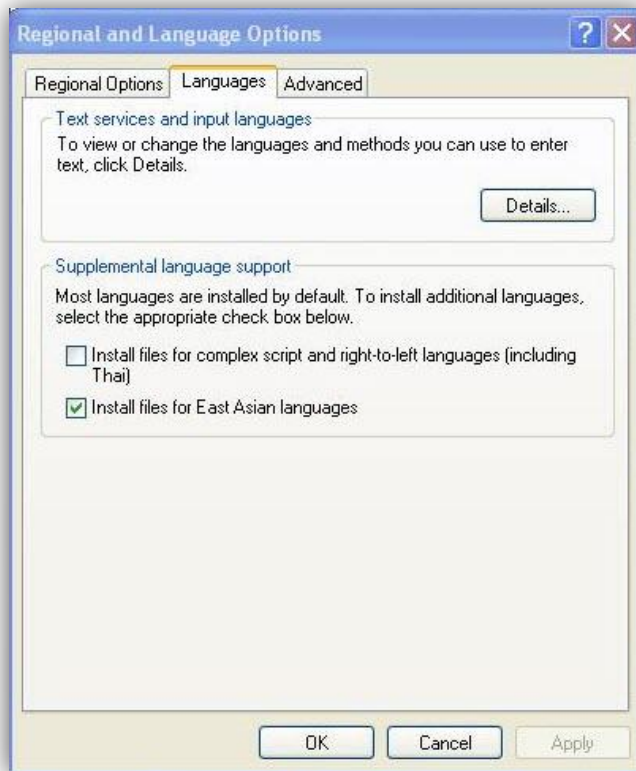 Regional and Language Options
Regional Options
Languages
Advanced
Text services and input languages
To view or change the languages and methods you can use to enter
text, click Details.
Details...
Supplemental language support
Most languages are installed by default. To install additional languages,
select the appropriate check box below.
Install files for complex script and right-to-left languages (including
Thai)
Install files for East Asian languages
OK
Cancel
Apply